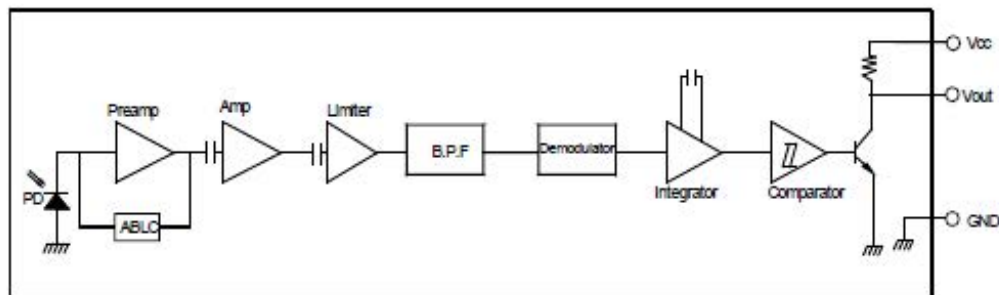 Vcc
Vout
Preamp
Amp
Limiter
B.P.F
Demodulator
Integrator
Comparator
PD
ABLC
GND